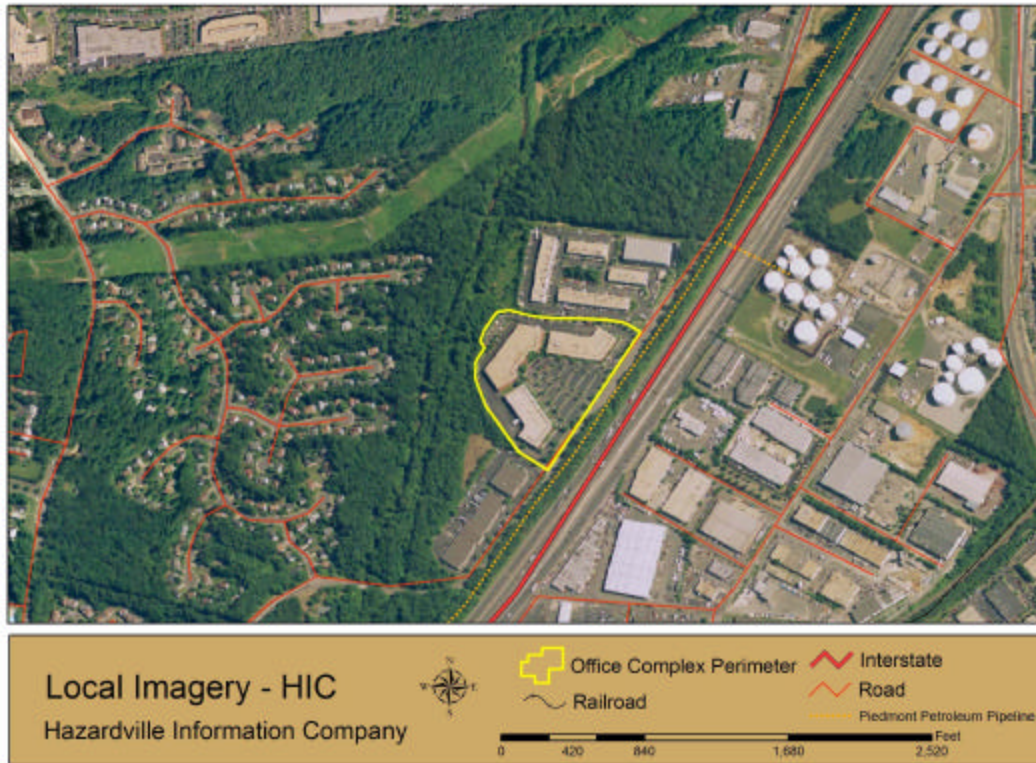 Local Imagery - HIC
Hazardville Information Company
N
W E
S
Office Complex Perimeter
Railroad
Interstate
Road
Piedmont Petroleum Pipeline
Feet
0 420 840 1,680 2,520